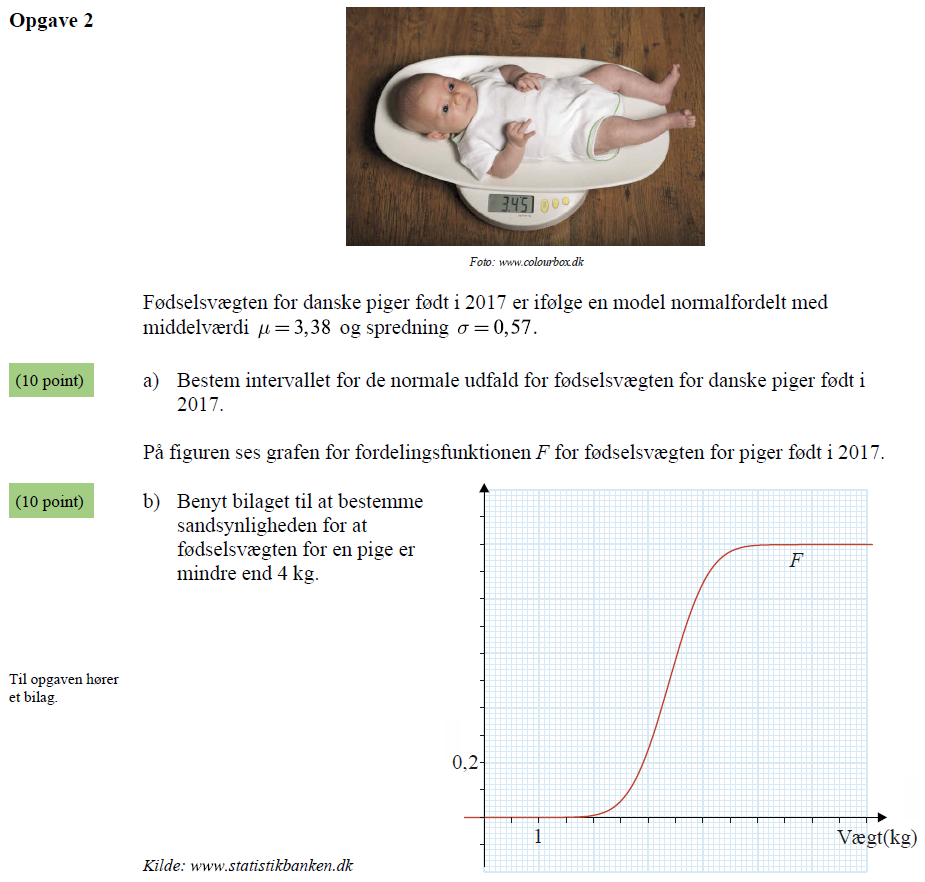 Opgave 2
3.45
Foto: www.colourbox.dk
Fødselsvægten for danske piger født i 2017 er ifølge en model normalfordelt med
middelværdi μ = 3,38 og spredning σ = 0,57.
(10 point)
a) Bestem intervallet for de normale udfald for fødselsvægten for danske piger født i
2017.
På figuren ses grafen for fordelingsfunktionen F for fødselsvægten for piger født i 2017.
(10 point)
b) Benyt bilaget til at bestemme
sandsynligheden for at
fødselsvægten for en pige er
mindre end 4 kg.
Til opgaven hører
et bilag.
F
0,2
1
Vægt(kg)
Kilde: www.statistikbanken.dk